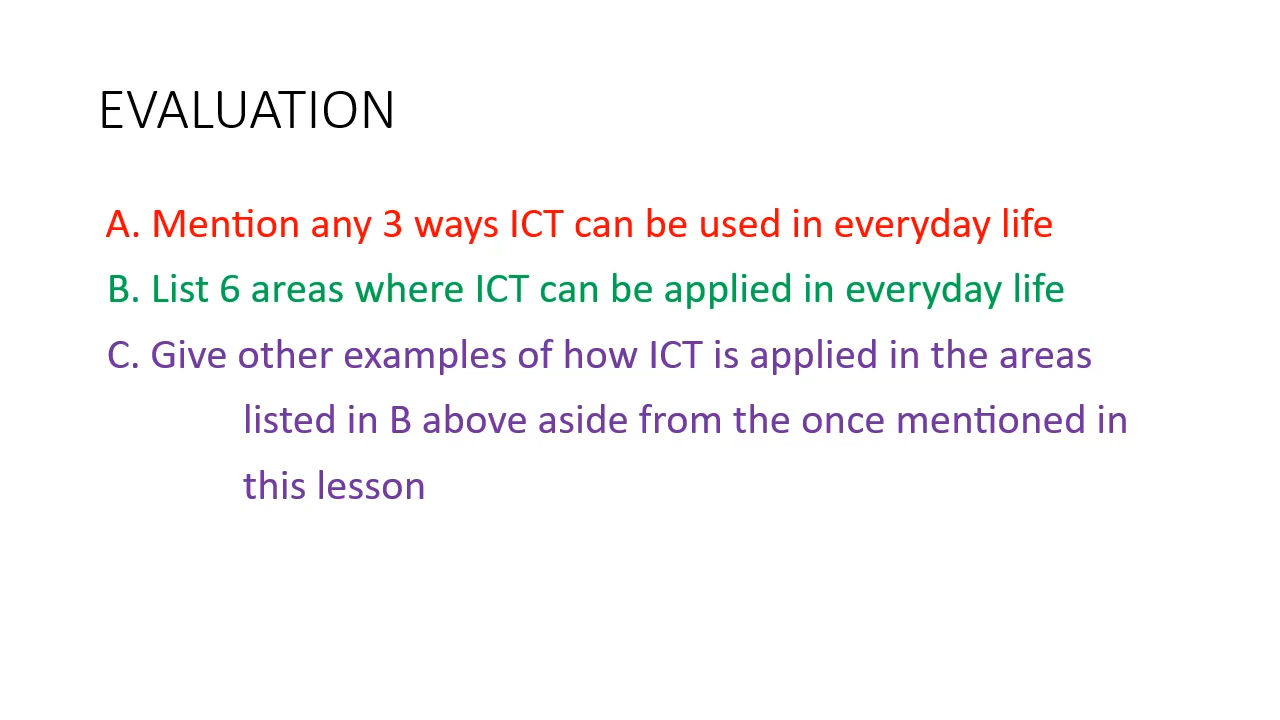 EVALUATION
A. Mention any 3 ways ICT can be used in everyday life
B. List 6 areas where ICT can be applied in everyday life
C. Give other examples of how ICT is applied in the areas
listed in B above aside from the once mentioned in
this lesson